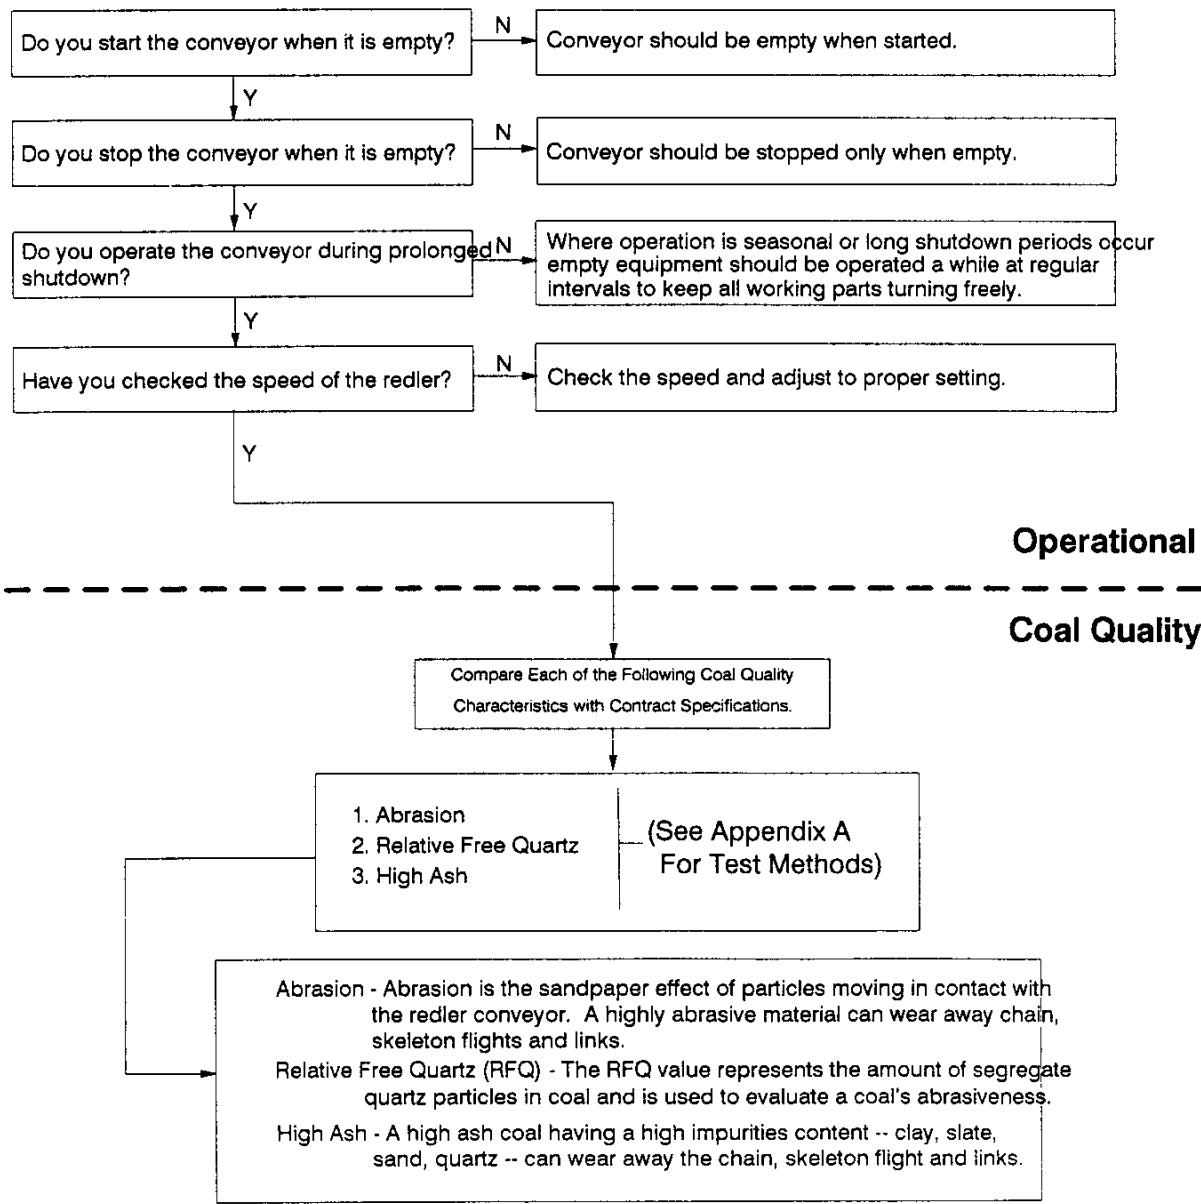 Do you start the conveyor when it is empty?
N
Conveyor should be empty when started.
Y
Do you stop the conveyor when it is empty?
N
Conveyor should be stopped only when empty.
Y
Do you operate the conveyor during prolonged
shutdown?
N
Where operation is seasonal or long shutdown periods occur
empty equipment should be operated a while at regular
intervals to keep all working parts turning freely.
Y
Have you checked the speed of the redler?
N
Check the speed and adjust to proper setting.
Y
Operational
Coal Quality
Compare Each of the Following Coal Quality
Characteristics with Contract Specifications.
1. Abrasion
2. Relative Free Quartz
3. High Ash
(See Appendix A
For Test Methods)
Abrasion - Abrasion is the sandpaper effect of particles moving in contact with
the redler conveyor. A highly abrasive material can wear away chain,
skeleton flights and links.
Relative Free Quartz (RFQ) - The RFQ value represents the amount of segregate
quartz particles in coal and is used to evaluate a coal's abrasiveness.
High Ash - A high ash coal having a high impurities content -- clay, slate,
sand, quartz -- can wear away the chain, skeleton flight and links.